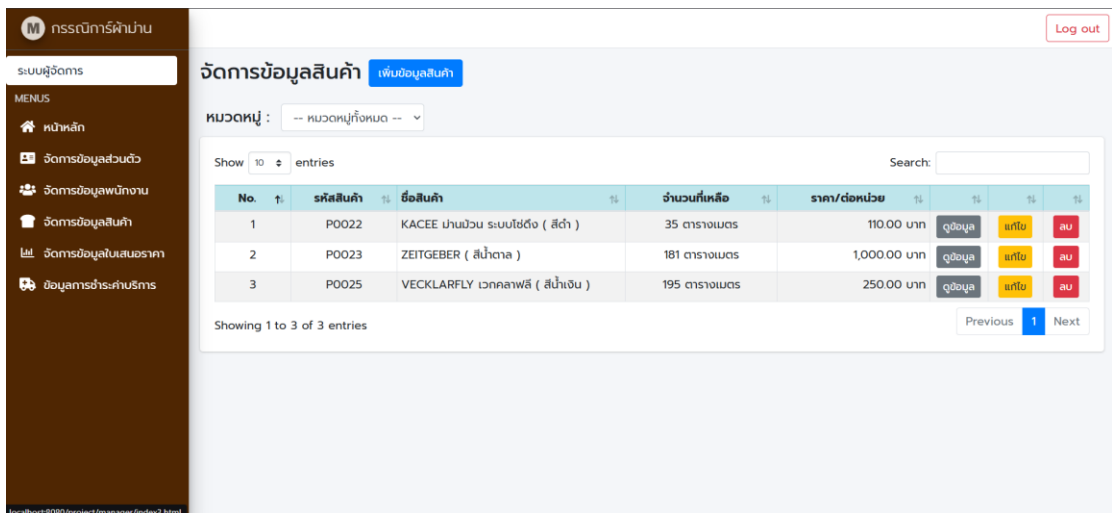 M กรรณิการ์ผ้าม่าน
Log out
ระบบผู้จัดการ
MENUS
หน้าหลัก
จัดการข้อมูลส่วนตัว
จัดการข้อมูลพนักงาน
จัดการข้อมูลสินค้า
จัดการข้อมูลใบเสนอราคา
ข้อมูลการชำระค่าบริการ
จัดการข้อมูลสินค้า เพิ่มข้อมูลสินค้า
หมวดหมู่ : -- หมวดหมู่ทั้งหมด --
Show 10 entries Search:
No. รหัสสินค้า ชื่อสินค้า จำนวนที่เหลือ ราคา/ต่อหน่วย
1 P0022 KACEE ม่านม้วน ระบบโซ่ดึง ( สีดำ ) 35 ตารางเมตร 110.00 บาท ดูข้อมูล แก้ไข ลบ
2 P0023 ZEITGEBER ( สีน้ำตาล ) 181 ตารางเมตร 1,000.00 บาท ดูข้อมูล แก้ไข ลบ
3 P0025 VECKLARFLY เวกคลาฟลี ( สีน้ำเงิน ) 195 ตารางเมตร 250.00 บาท ดูข้อมูล แก้ไข ลบ
Showing 1 to 3 of 3 entries
Previous 1 Next
localhost:8080/project/manager/index2.html